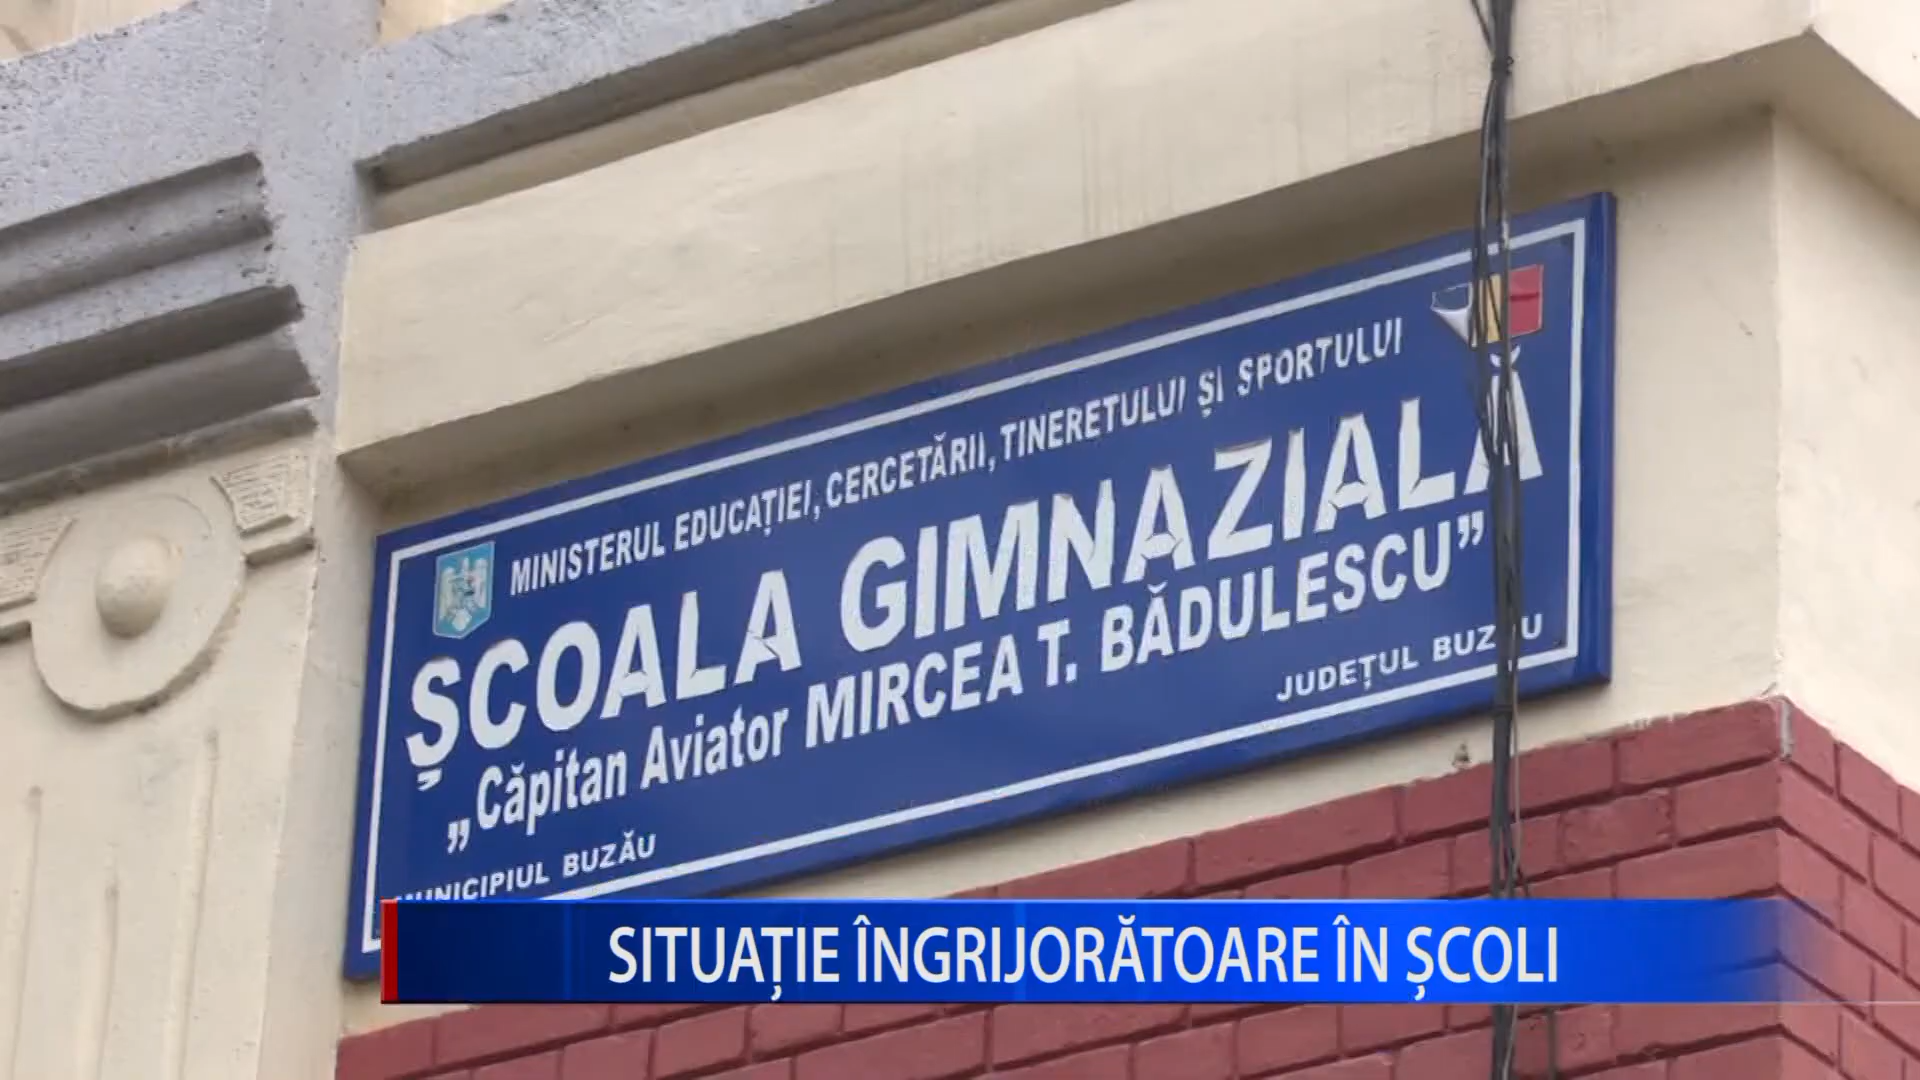 MINISTERUL EDUCAȚIEI, CERCETĂRII, TINERETULUI ȘI SPORTULUI
ȘCOALA GIMNAZIALĂ
„Căpitan Aviator MIRCEA T. BĂDULESCU”
MUNICIPIUL BUZĂU
JUDEȚUL BUZĂU
SITUAȚIE ÎNGRIJORĂTOARE ÎN ȘCOLI